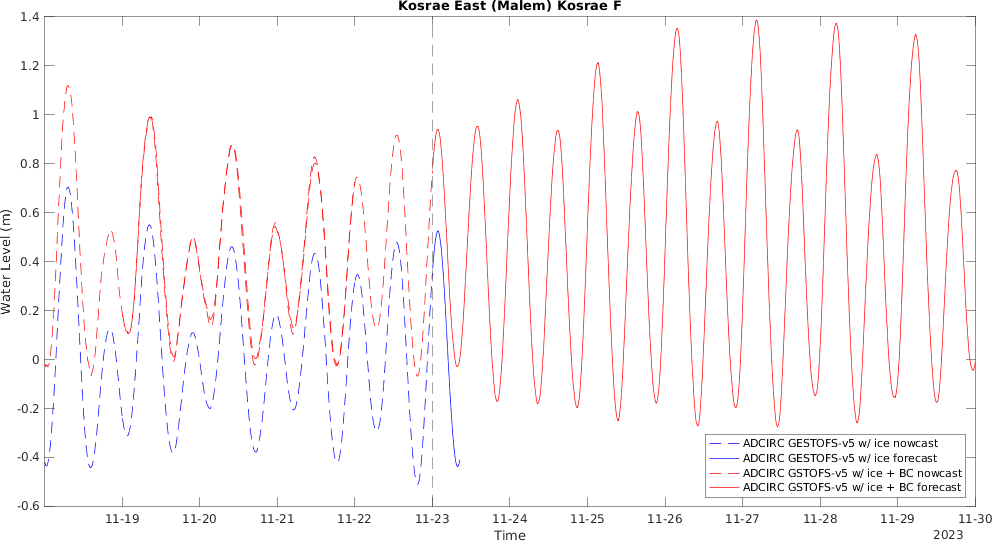 Kosrae East (Malem) Kosrae F
Water Level (m)
1.4
1.2
1
0.8
0.6
0.4
0.2
0
-0.2
-0.4
-0.6
ADCIRC GESTOFS-v5 w/ ice nowcast
ADCIRC GESTOFS-v5 w/ ice forecast
ADCIRC GSTOFS-v5 w/ ice + BC nowcast
ADCIRC GSTOFS-v5 w/ ice + BC forecast
11-19 11-20 11-21 11-22 11-23 11-24 11-25 11-26 11-27 11-28 11-29 11-30
Time
2023